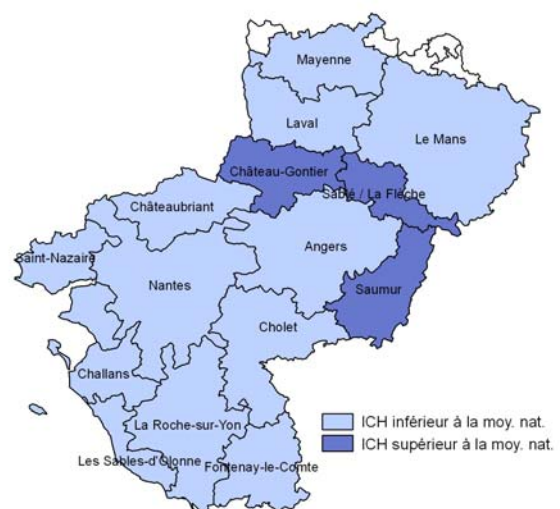 Mayenne
Laval
Le Mans
Château-Gontier
Sablé / La Flèche
Châteaubriant
Angers
Saint-Nazaire
Nantes
Saumur
Cholet
Challans
La Roche-sur-Yon
Les Sables-d'Olonne
Fontenay-le-Comte
ICH inférieur à la moy. nat.
ICH supérieur à la moy. nat.